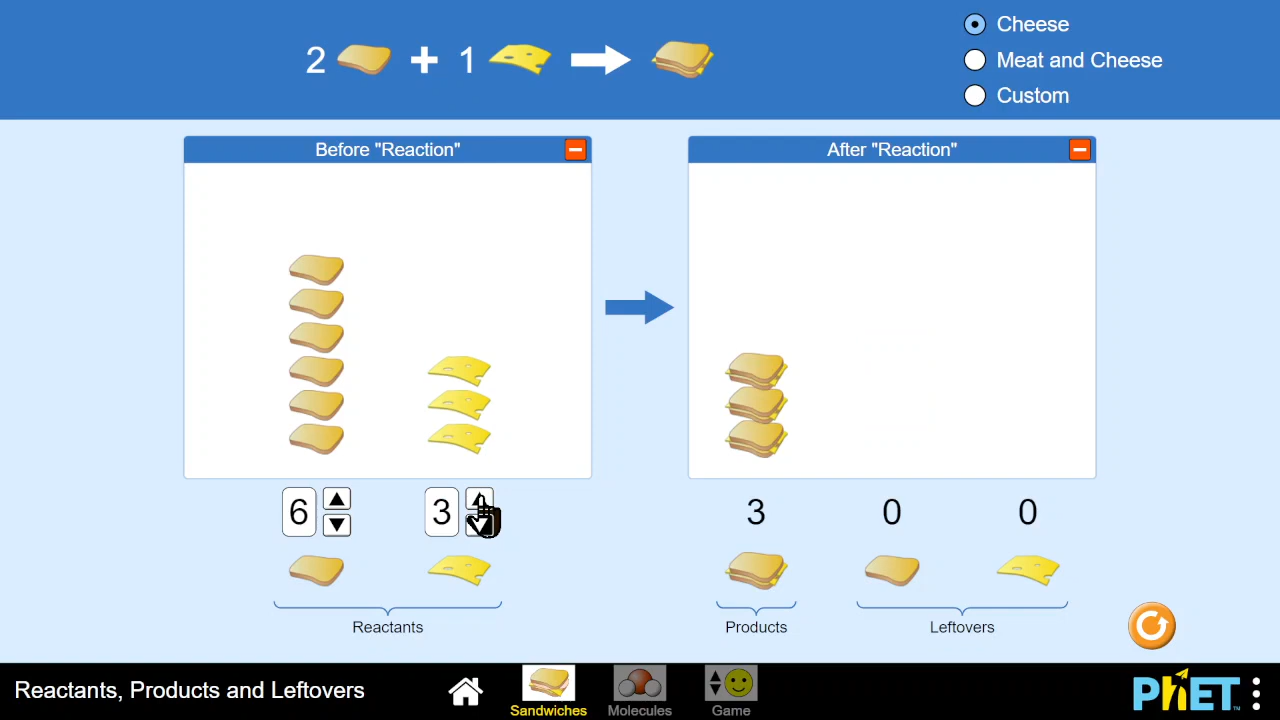 2 + 1
Cheese
Meat and Cheese
Custom
Before "Reaction"
After "Reaction"
6 3
3 0 0
Reactants
Products
Leftovers
Reactants, Products and Leftovers
Sandwiches
Molecules
Game
PhET™